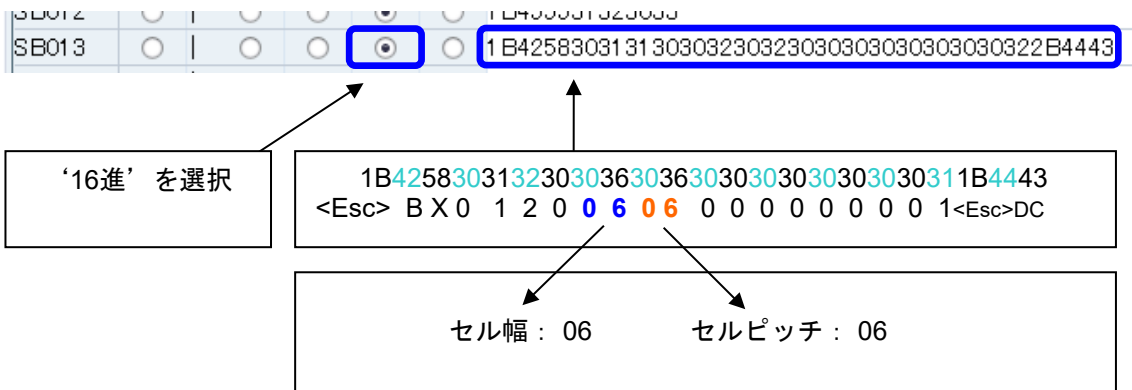 SB012
SB013 | 1B42583031313030323032303030303030303030322B4443
‘16進’を選択
1B425830313230303630363030303030303030311B4443
<Esc> B X 0 1 2 0 0 6 0 6 0 0 0 0 0 0 0 0 1<Esc>DC
セル幅： 06 セルピッチ： 06